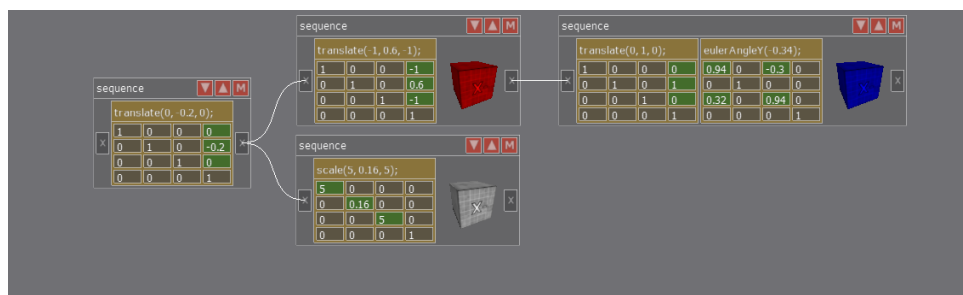 sequence M
translate(0, -0.2, 0);
1 0 0 0
0 1 0 -0.2
0 0 1 0
0 0 0 1
x x
sequence M
translate(-1, 0.6, -1);
1 0 0 -1
0 1 0 0.6
0 0 1 -1
0 0 0 1
x x
sequence M
translate(0, 1, 0); eulerAngleY(-0.34);
1 0 0 0 0.94 0 -0.3 0
0 1 0 1 0 1 0 0
0 0 1 0 0.32 0 0.94 0
0 0 0 1 0 0 0 1
x x
sequence M
scale(5, 0.16, 5);
5 0 0 0
0 0.16 0 0
0 0 5 0
0 0 0 1
x X x